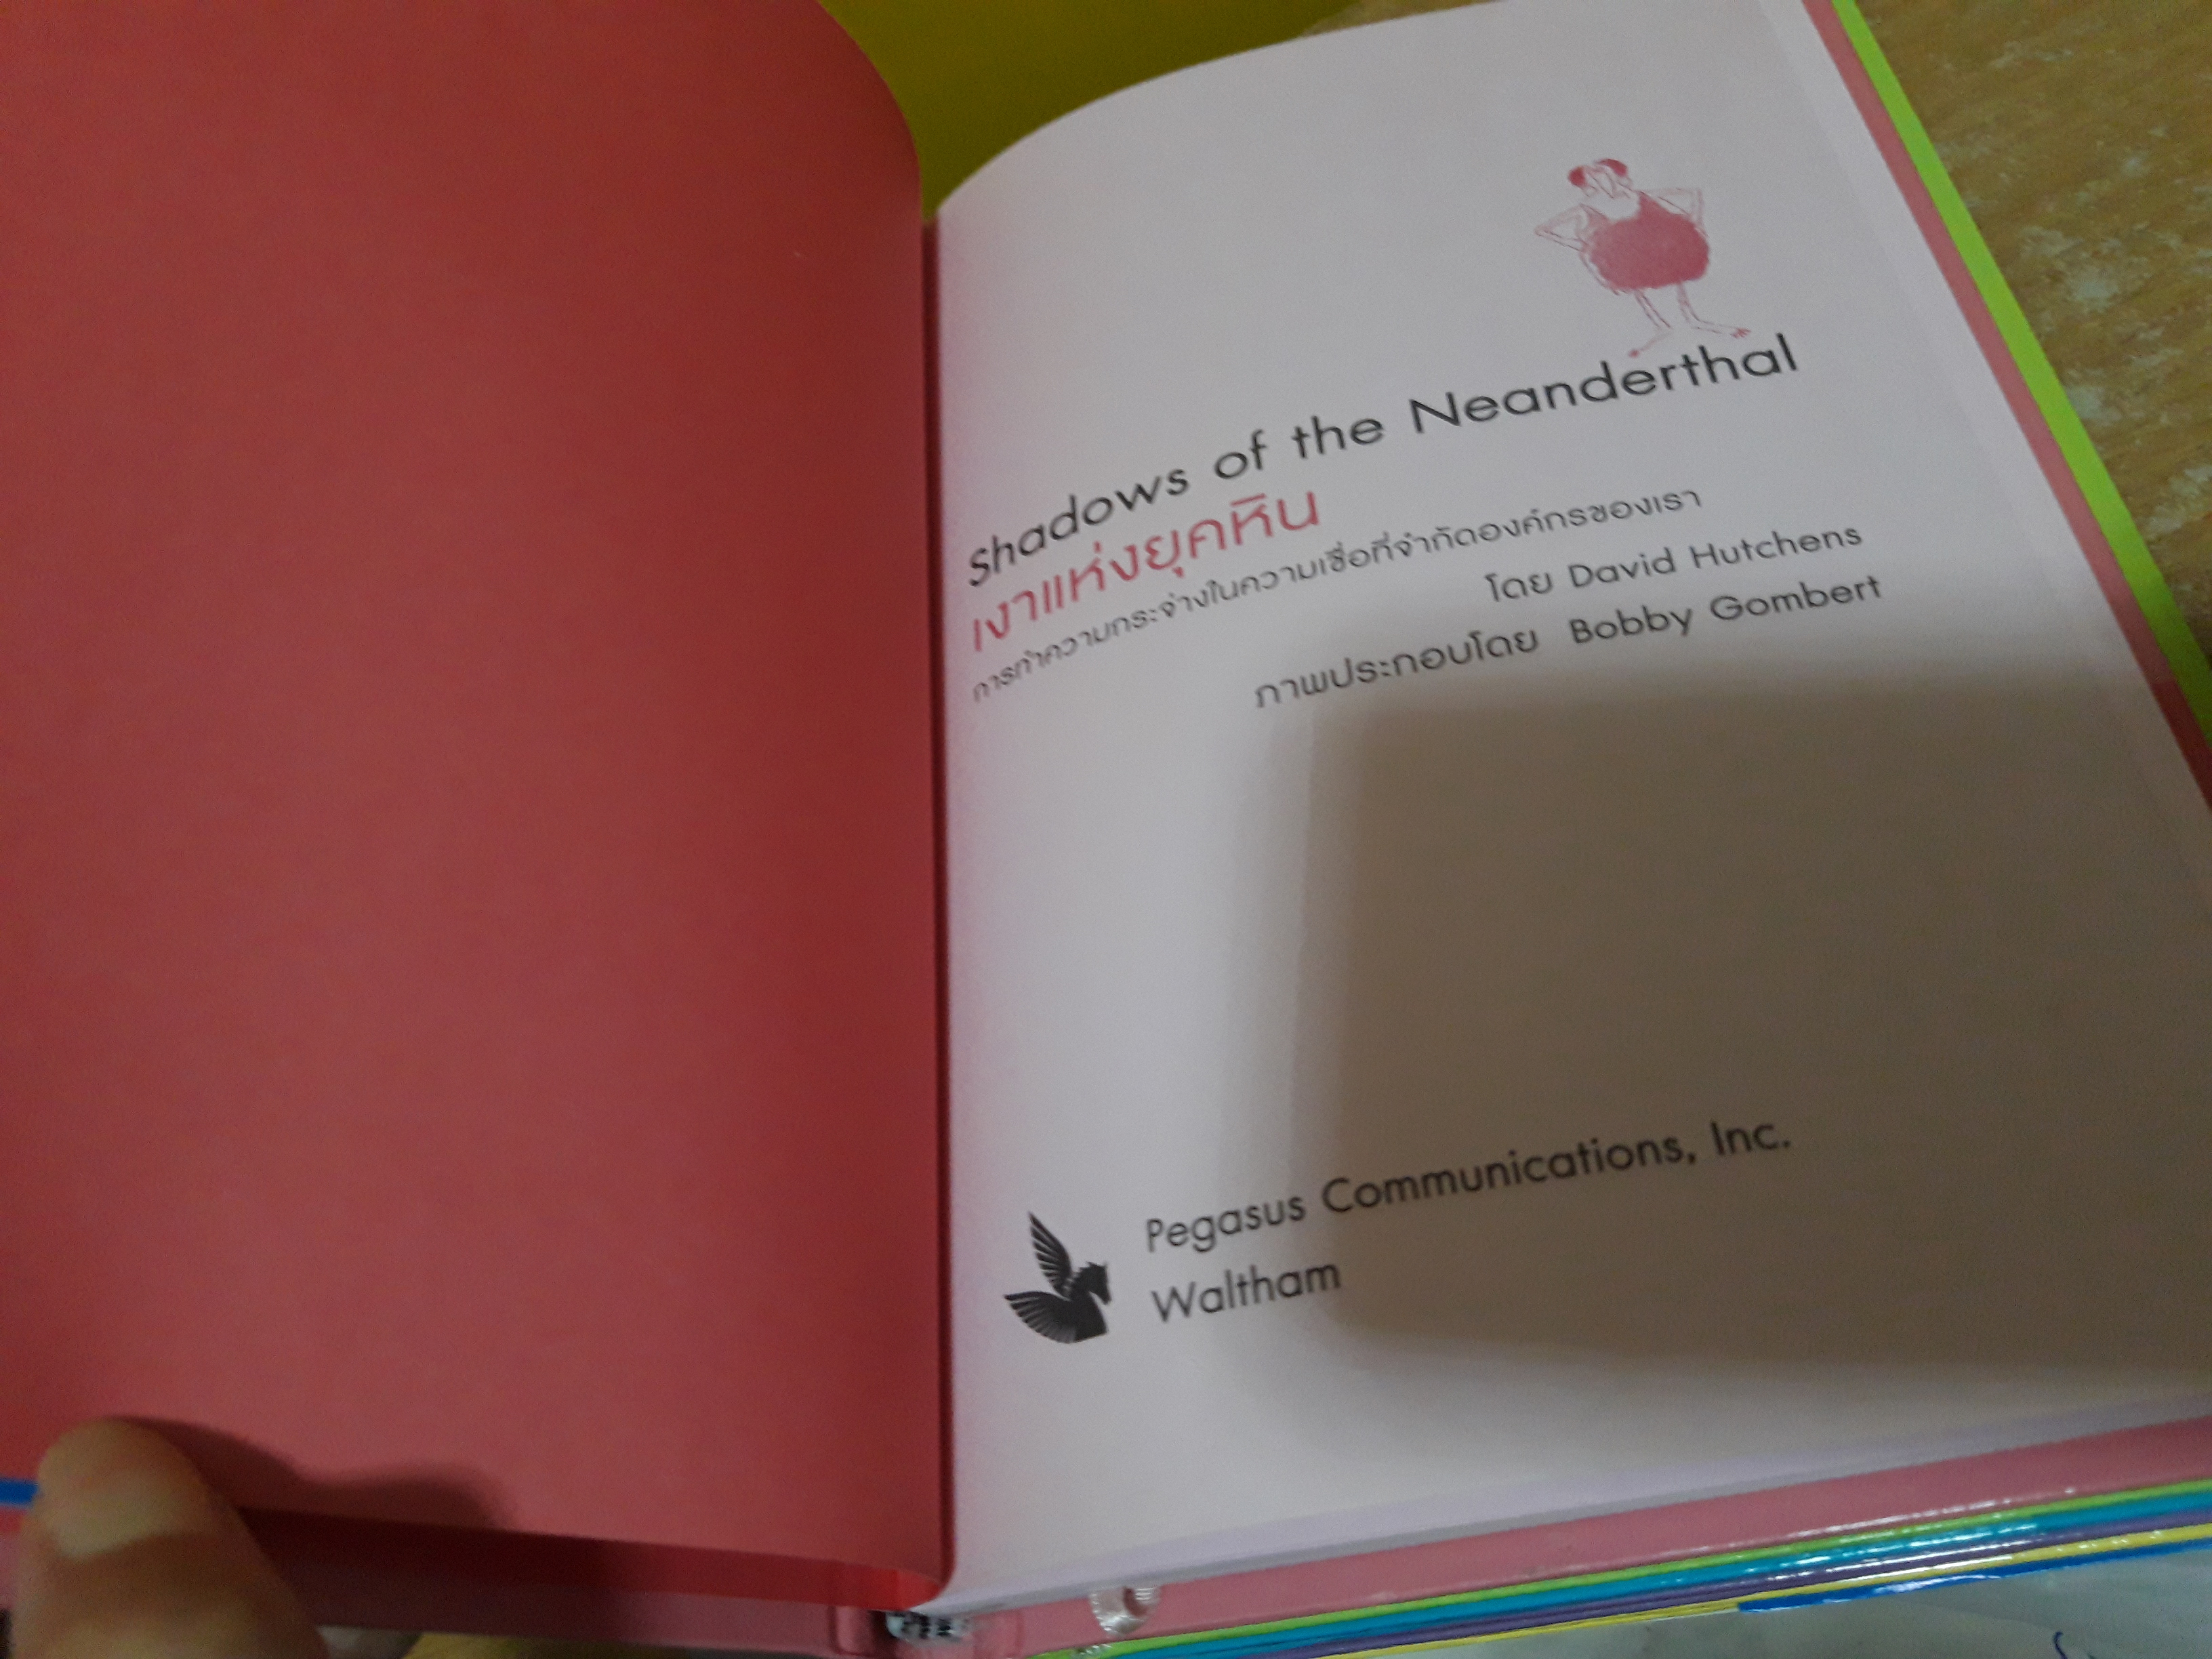 Shadows of the Neanderthal
เงาแห่งยุคหิน
การทำความกระจ่างในความเชื่อที่จำกัดองค์กรของเรา
โดย David Hutchens
ภาพประกอบโดย Bobby Gombert
Pegasus Communications, Inc.
Waltham